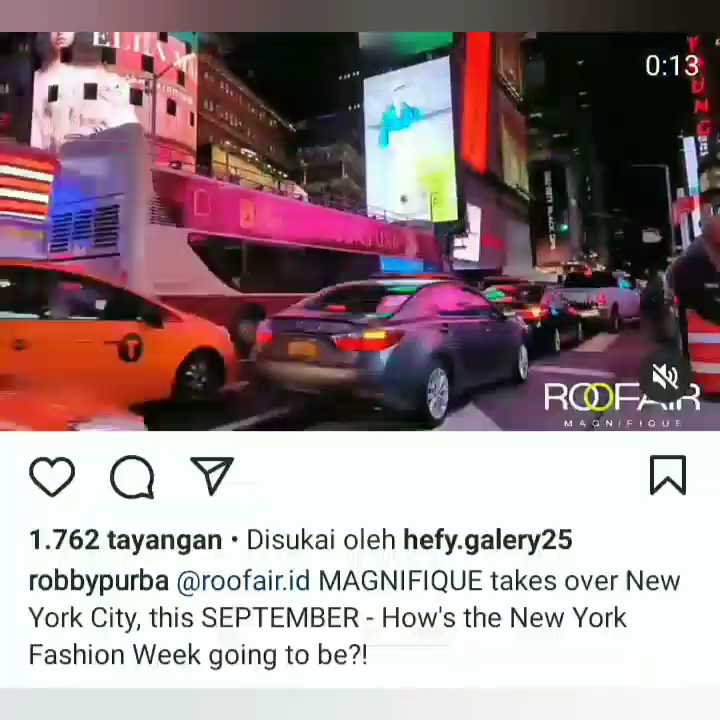 0:13
ROOFAIR
MAGNIFIQUE
T
1.762 tayangan • Disukai oleh hefy.galery25
robbypurba @roofair.id MAGNIFIQUE takes over New
York City, this SEPTEMBER - How's the New York
Fashion Week going to be?!